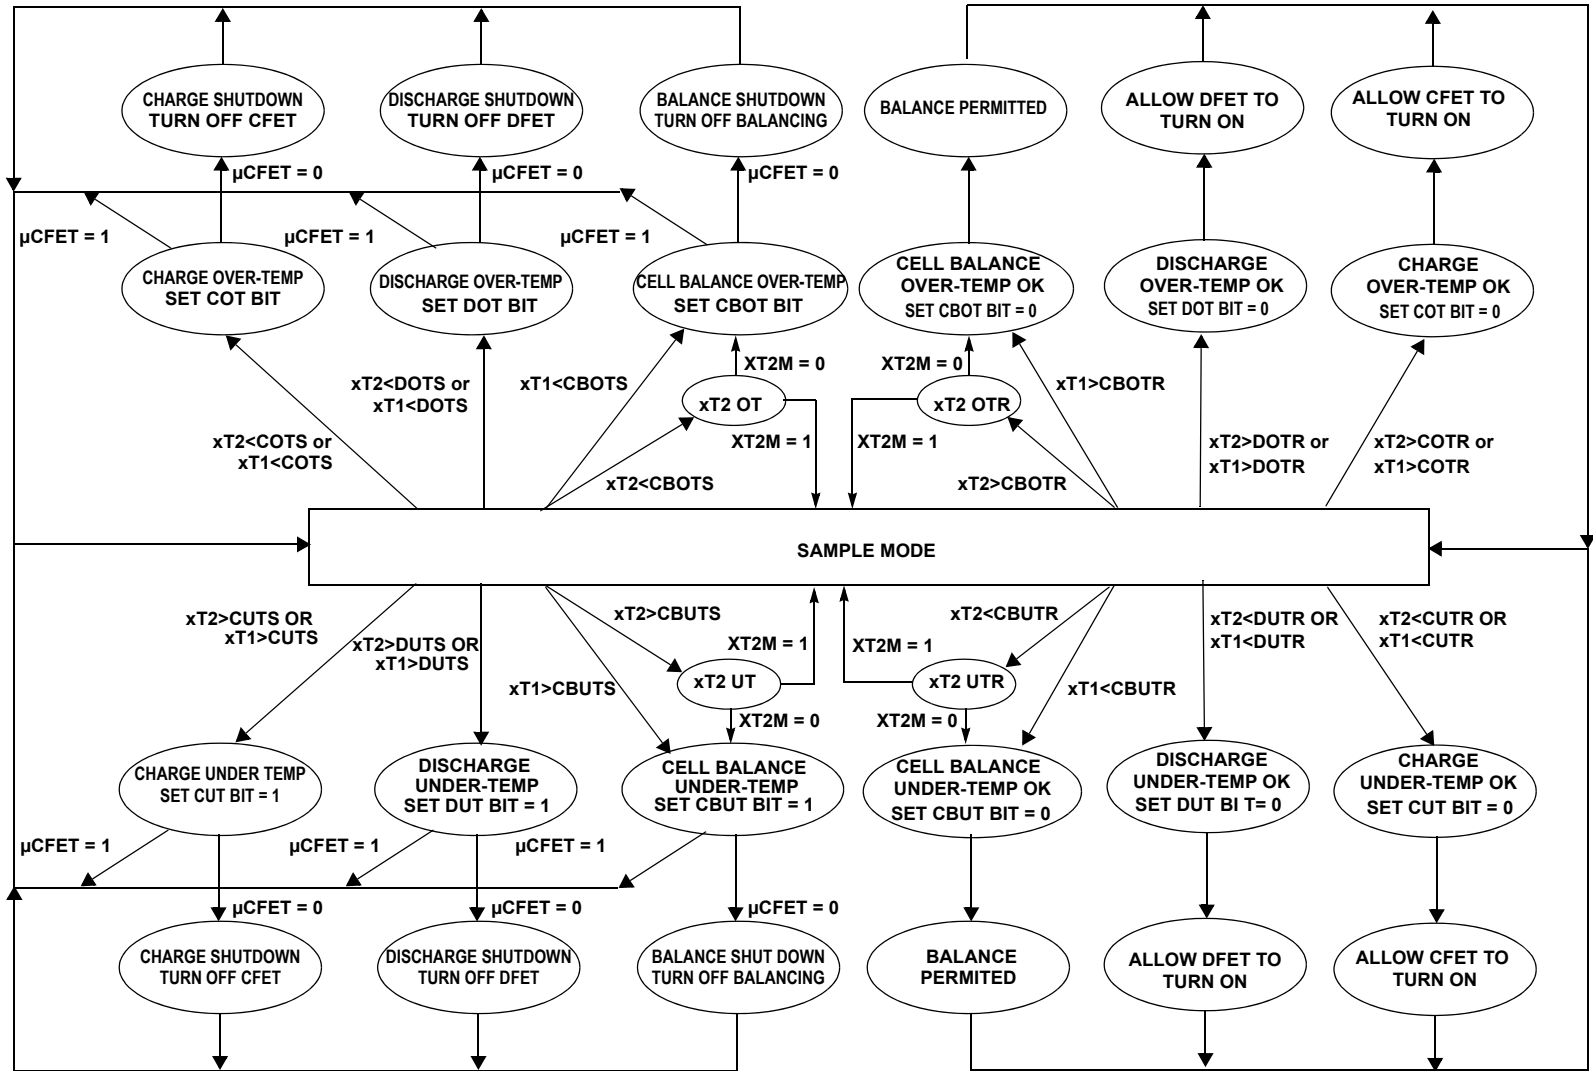 CHARGE SHUTDOWN
TURN OFF CFET
DISCHARGE SHUTDOWN
TURN OFF DFET
BALANCE SHUTDOWN
TURN OFF BALANCING
BALANCE PERMITTED
ALLOW DFET TO
TURN ON
ALLOW CFET TO
TURN ON
µCFET = 0
µCFET = 0
µCFET = 0
µCFET = 1
µCFET = 1
µCFET = 1
CHARGE OVER-TEMP
SET COT BIT
DISCHARGE OVER-TEMP
SET DOT BIT
CELL BALANCE OVER-TEMP
SET CBOT BIT
CELL BALANCE
OVER-TEMP OK
SET CBOT BIT = 0
DISCHARGE
OVER-TEMP OK
SET DOT BIT = 0
CHARGE
OVER-TEMP OK
SET COT BIT = 0
xT2<COTS or
xT1<COTS
xT2<DOTS or
xT1<DOTS
xT1<CBOTS
XT2M = 0
xT2 OT
XT2M = 1
xT2<CBOTS
XT2M = 0
xT2 OTR
XT2M = 1
xT1>CBOTR
xT2>CBOTR
xT2>DOTR or
xT1>DOTR
xT2>COTR or
xT1>COTR
SAMPLE MODE
xT2>CUTS OR
xT1>CUTS
xT2>DUTS OR
xT1>DUTS
xT2>CBUTS
XT2M = 1
xT1>CBUTS
xT2 UT
XT2M = 0
xT2<CBUTR
XT2M = 1
xT2 UTR
xT1<CBUTR
XT2M = 0
xT2<DUTR OR
xT1<DUTR
xT2<CUTR OR
xT1<CUTR
CHARGE UNDER TEMP
SET CUT BIT = 1
DISCHARGE
UNDER-TEMP
SET DUT BIT = 1
CELL BALANCE
UNDER-TEMP
SET CBUT BIT = 1
CELL BALANCE
UNDER-TEMP OK
SET CBUT BIT = 0
DISCHARGE
UNDER-TEMP OK
SET DUT BI T= 0
CHARGE
UNDER-TEMP OK
SET CUT BIT = 0
µCFET = 1
µCFET = 1
µCFET = 1
µCFET = 0
µCFET = 0
µCFET = 0
CHARGE SHUTDOWN
TURN OFF CFET
DISCHARGE SHUTDOWN
TURN OFF DFET
BALANCE SHUT DOWN
TURN OFF BALANCING
BALANCE
PERMITED
ALLOW DFET TO
TURN ON
ALLOW CFET TO
TURN ON